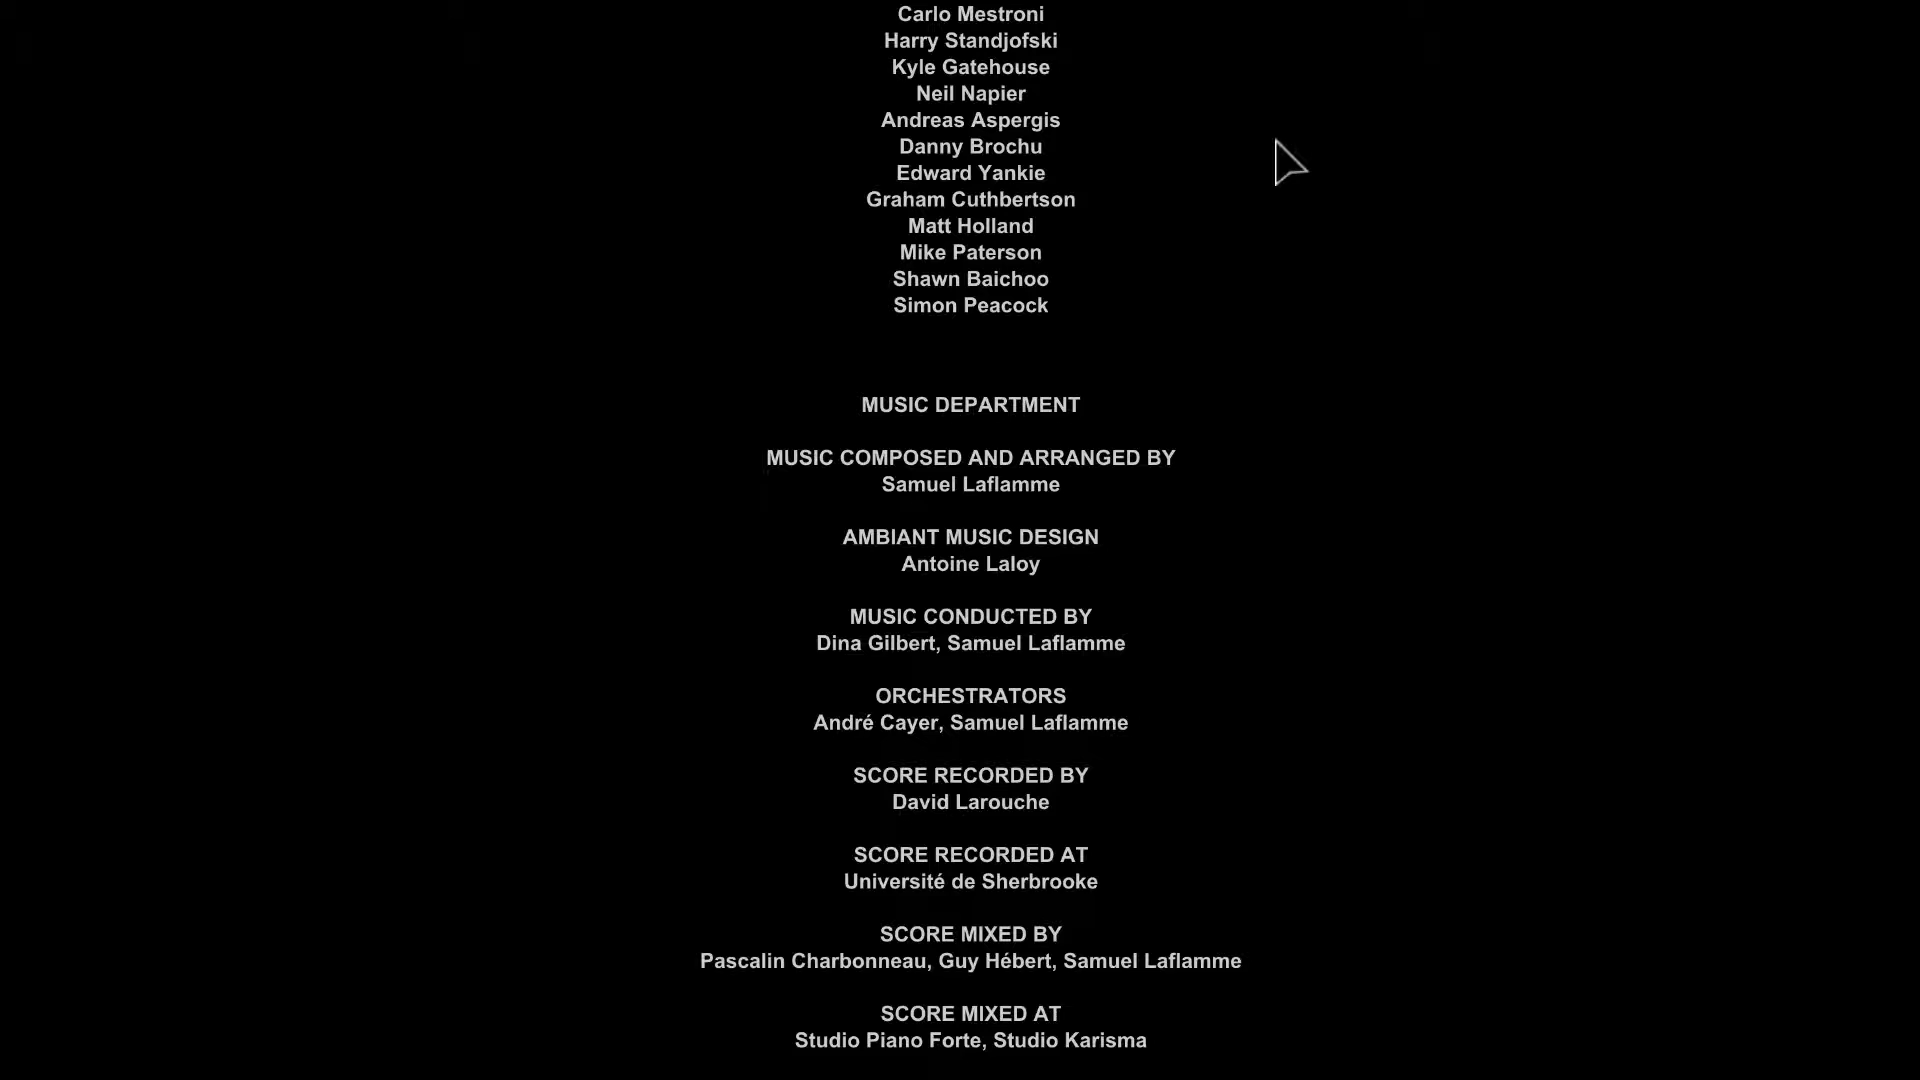 Carlo Mestroni
Harry Standjofski
Kyle Gatehouse
Neil Napier
Andreas Aspergis
Danny Brochu
Edward Yankie
Graham Cuthbertson
Matt Holland
Mike Paterson
Shawn Baichoo
Simon Peacock
MUSIC DEPARTMENT
MUSIC COMPOSED AND ARRANGED BY
Samuel Laflamme
AMBIANT MUSIC DESIGN
Antoine Laloy
MUSIC CONDUCTED BY
Dina Gilbert, Samuel Laflamme
ORCHESTRATORS
André Cayer, Samuel Laflamme
SCORE RECORDED BY
David Larouche
SCORE RECORDED AT
Université de Sherbrooke
SCORE MIXED BY
Pascalin Charbonneau, Guy Hébert, Samuel Laflamme
SCORE MIXED AT
Studio Piano Forte, Studio Karisma